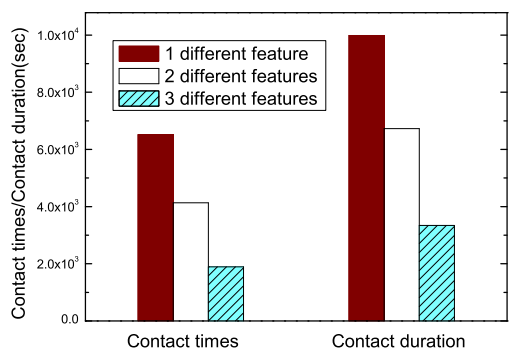 Contact times/Contact duration(sec)
1.0x10⁴
8.0x10³
6.0x10³
4.0x10³
2.0x10³
0.0
1 different feature
2 different features
3 different features
Contact times
Contact duration